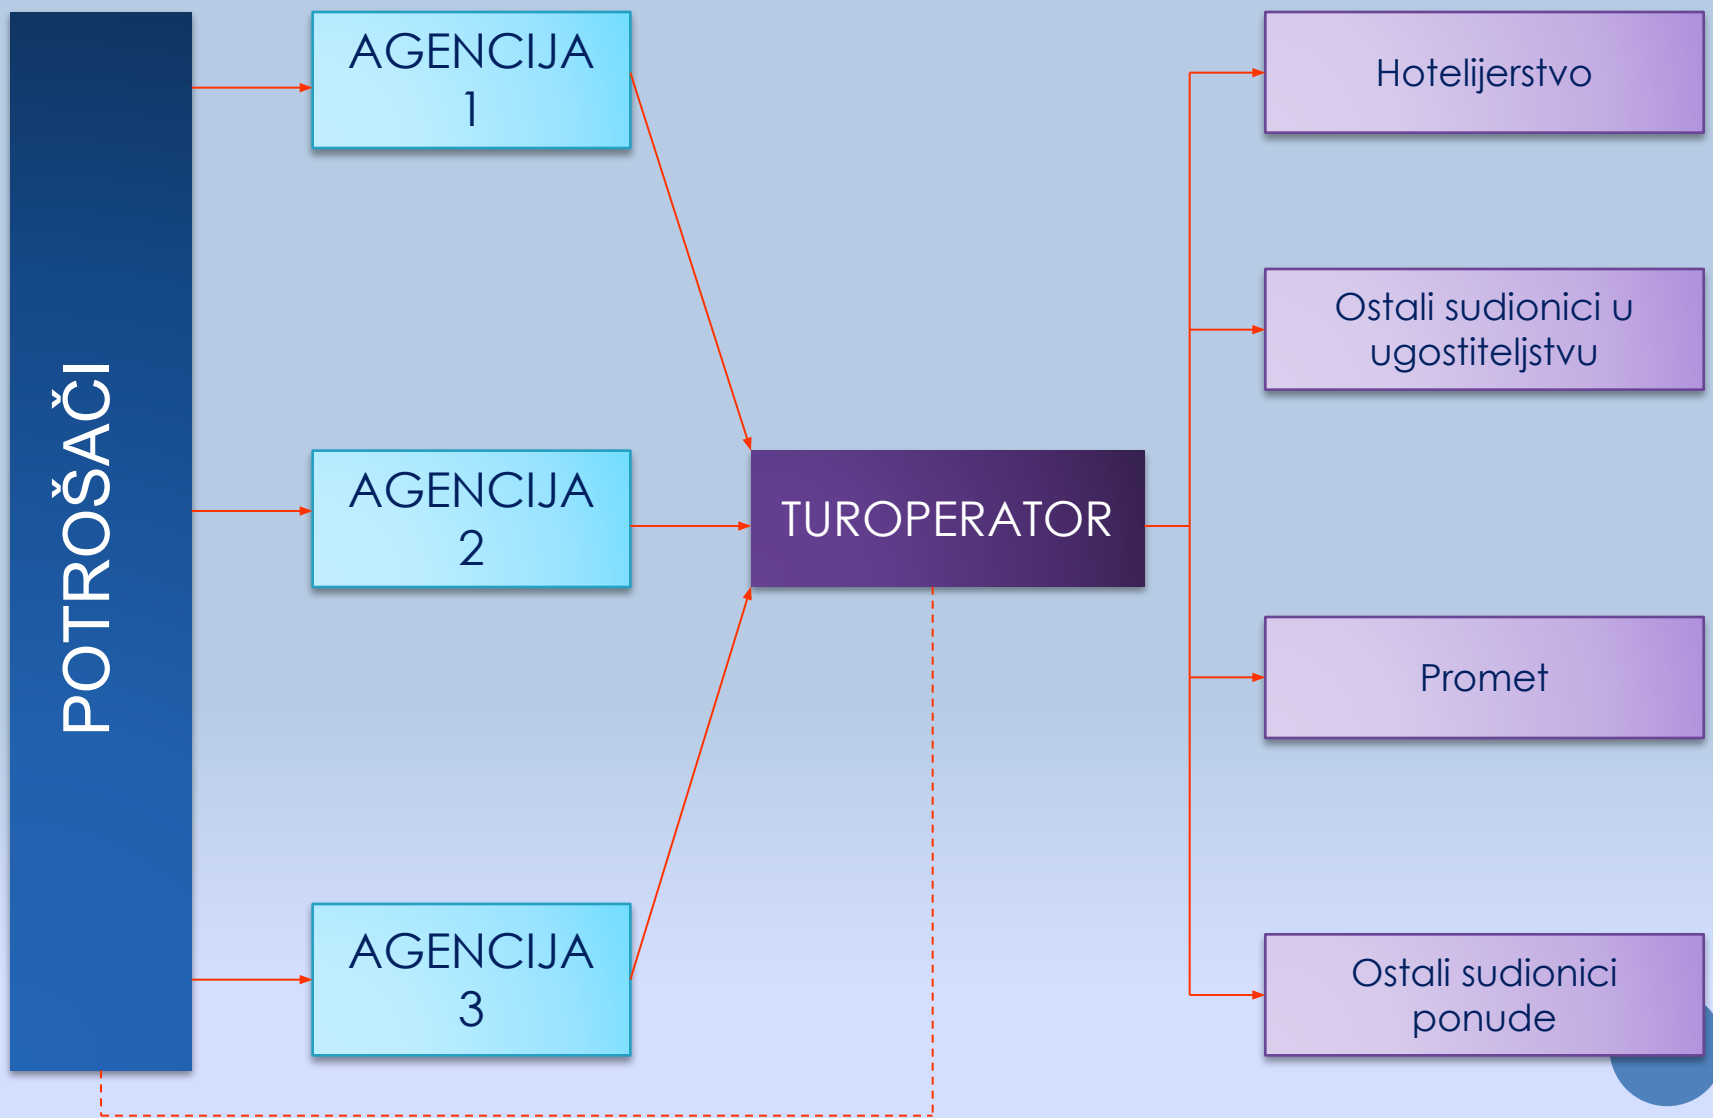 POTROŠAČI
AGENCIJA
1
AGENCIJA
2
AGENCIJA
3
TUROPERATOR
Hotelijerstvo
Ostali sudionici u
ugostiteljstvu
Promet
Ostali sudionici
ponude